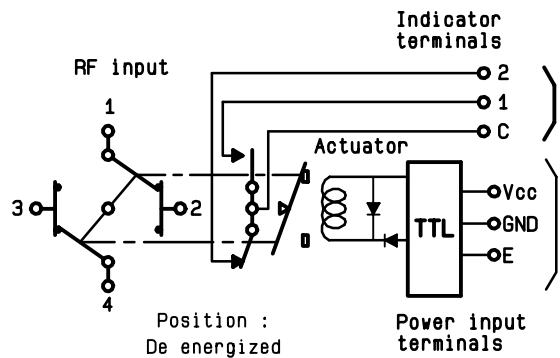 Indicator
terminals
RF input
2
1
1
C
Actuator
3
2
TTL
Vcc
GND
E
4
Position :
De energized
Power input
terminals